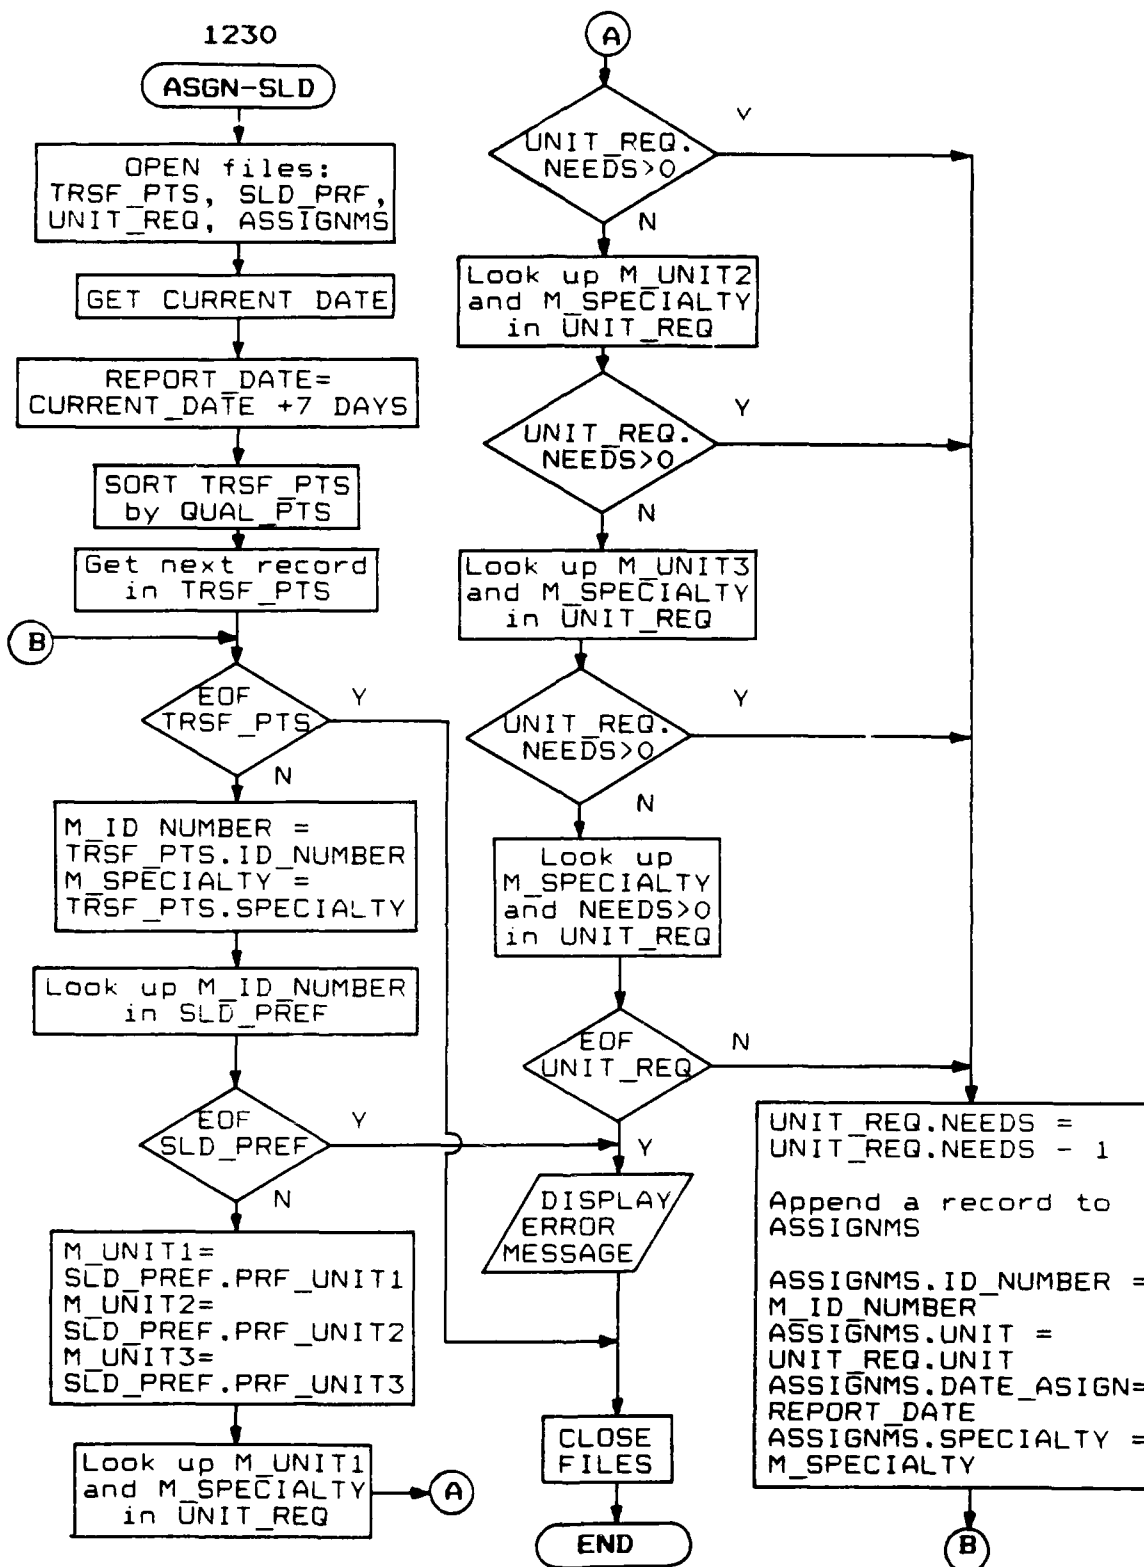 1230
ASGN-SLD
OPEN files:
TRSF_PTS, SLD_PRF,
UNIT_REQ, ASSIGNMS
GET CURRENT DATE
REPORT_DATE=
CURRENT_DATE +7 DAYS
SORT TRSF_PTS
by QUAL_PTS
Get next record
in TRSF_PTS
B
EOF
TRSF_PTS
Y
N
M_ID NUMBER =
TRSF_PTS.ID_NUMBER
M_SPECIALTY =
TRSF_PTS.SPECIALTY
Look up M_ID_NUMBER
in SLD_PREF
EOF
SLD_PREF
Y
N
M_UNIT1=
SLD_PREF.PRF_UNIT1
M_UNIT2=
SLD_PREF.PRF_UNIT2
M_UNIT3=
SLD_PREF.PRF_UNIT3
Look up M_UNIT1
and M_SPECIALTY
in UNIT_REQ
A
A
UNIT_REQ.
NEEDS>0
Y
N
Look up M_UNIT2
and M_SPECIALTY
in UNIT_REQ
UNIT_REQ.
NEEDS>0
Y
N
Look up M_UNIT3
and M_SPECIALTY
in UNIT_REQ
UNIT_REQ.
NEEDS>0
Y
N
Look up
M_SPECIALTY
and NEEDS>0
in UNIT_REQ
EOF
UNIT_REQ
N
Y
DISPLAY
ERROR
MESSAGE
CLOSE
FILES
END
UNIT_REQ.NEEDS =
UNIT_REQ.NEEDS - 1
Append a record to
ASSIGNMS
ASSIGNMS.ID_NUMBER =
M_ID_NUMBER
ASSIGNMS.UNIT =
UNIT_REQ.UNIT
ASSIGNMS.DATE_ASIGN=
REPORT_DATE
ASSIGNMS.SPECIALTY =
M_SPECIALTY
B